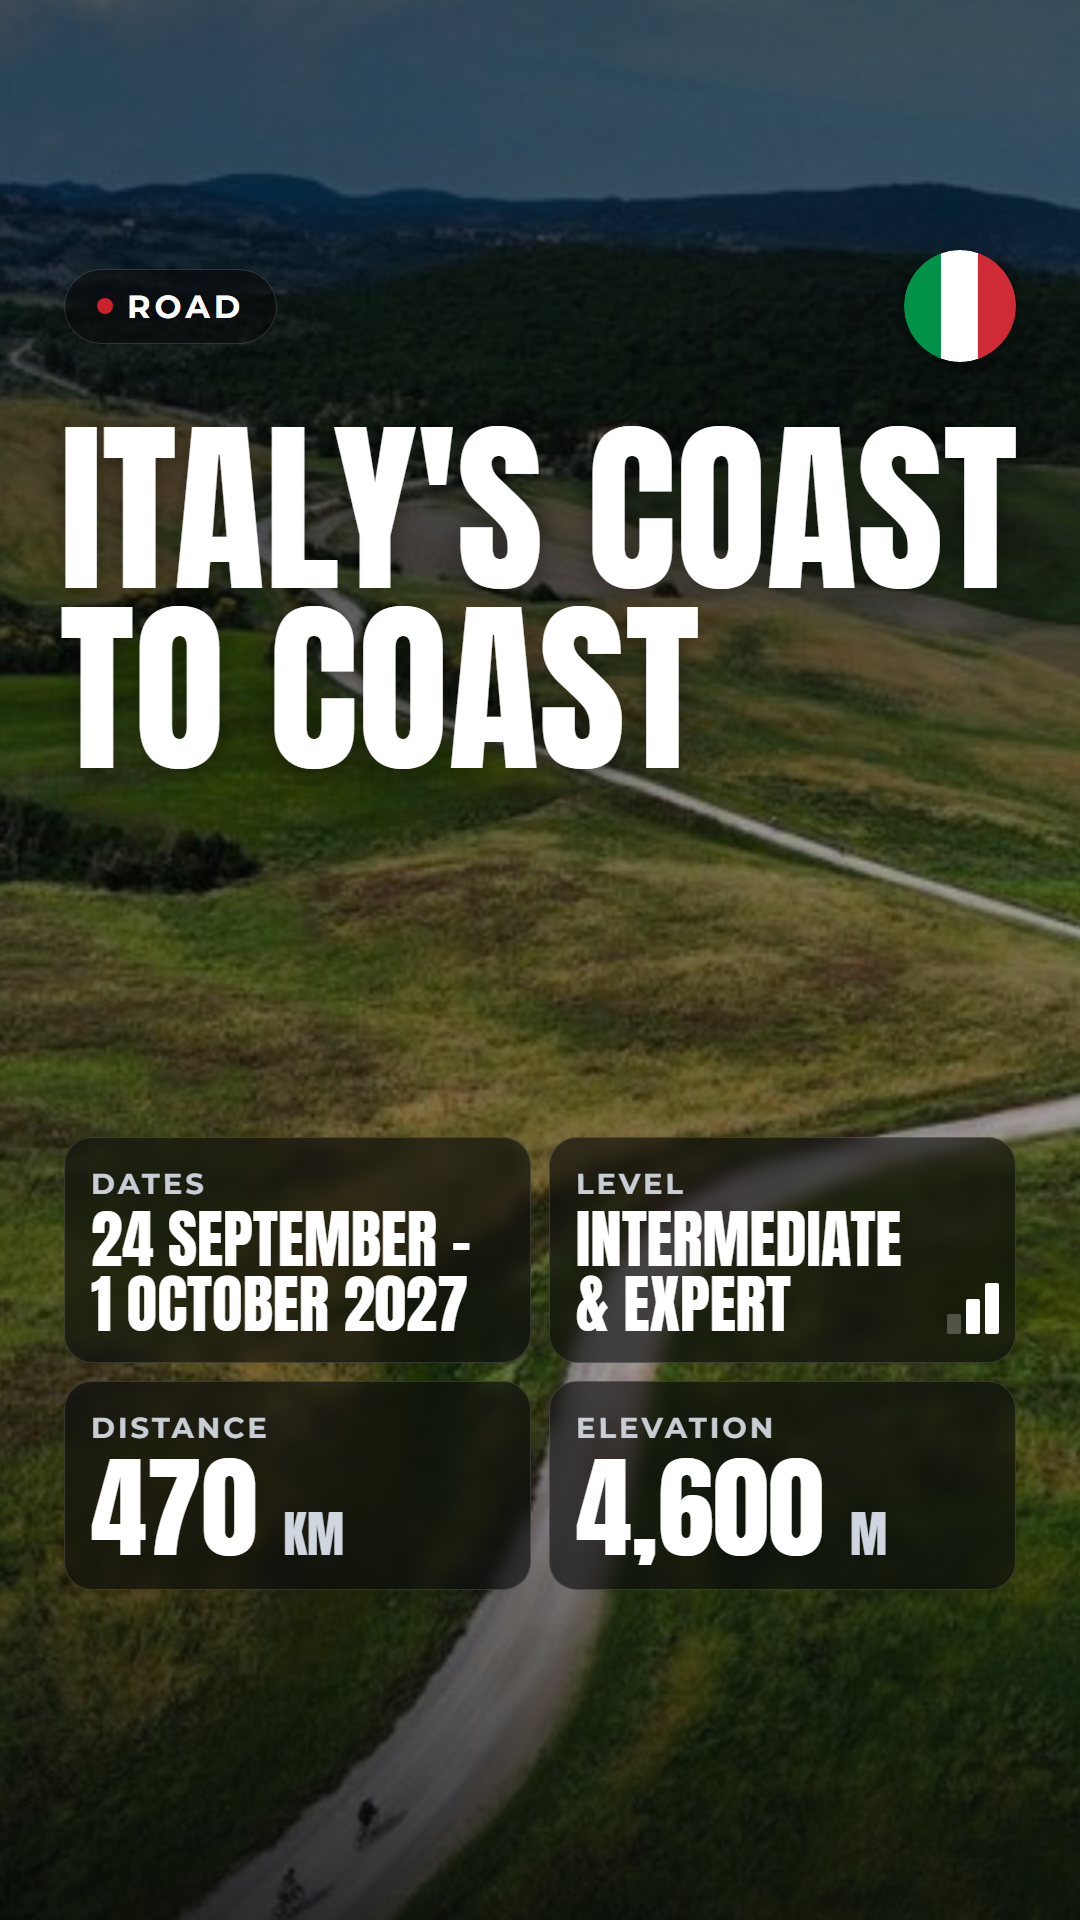 ROAD
ITALY'S COAST
TO COAST
DATES
24 SEPTEMBER -
1 OCTOBER 2027
LEVEL
INTERMEDIATE
& EXPERT
DISTANCE
470 KM
ELEVATION
4,600 M